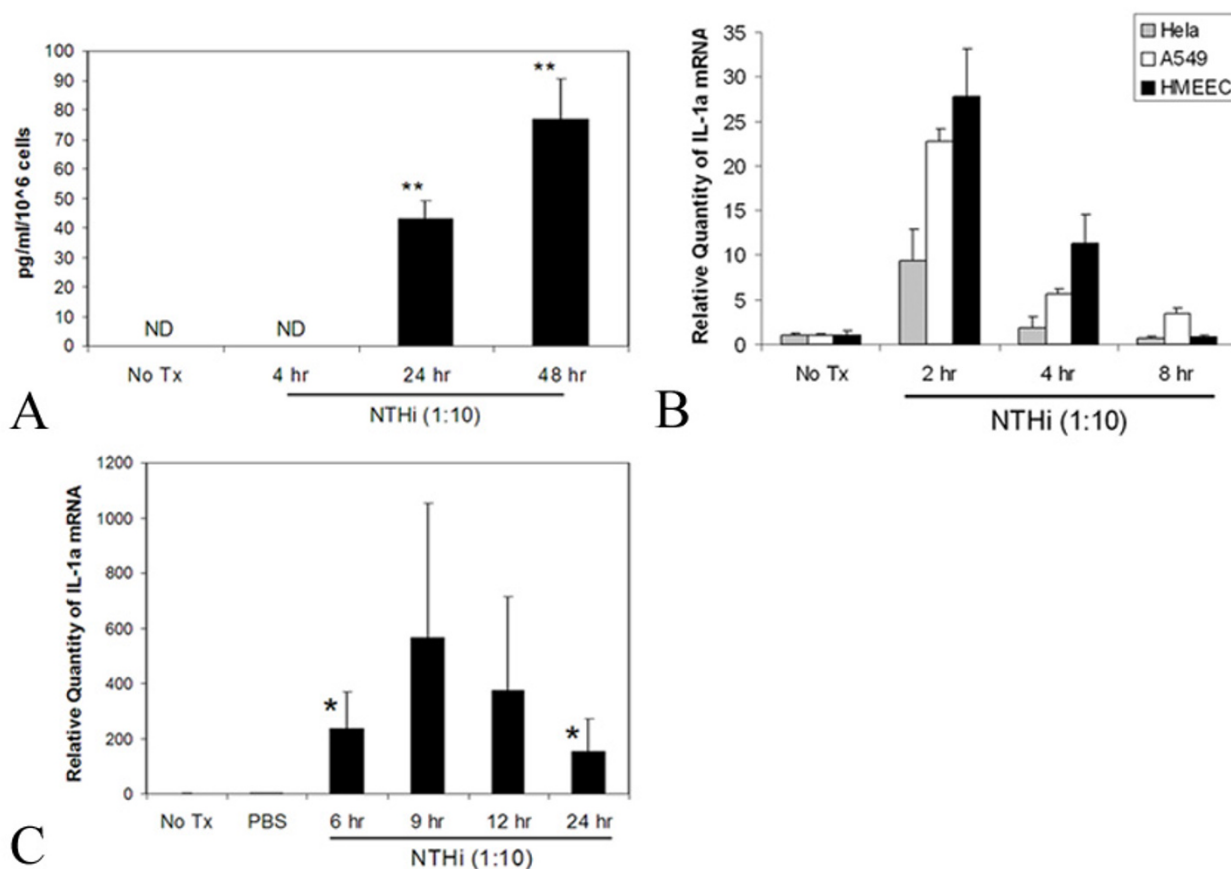 pg/ml/10^6 cells
100
90
80
70
60
50
40
30
20
10
0
ND
ND
**
**
No Tx
4 hr
24 hr
48 hr
NTHi (1:10)
A
Relative Quantity of IL-1a mRNA
35
30
25
20
15
10
5
0
Hela
A549
HMEEC
No Tx
2 hr
4 hr
8 hr
NTHi (1:10)
B
Relative Quantity of IL-1a mRNA
1200
1000
800
600
400
200
0
*
*
No Tx
PBS
6 hr
9 hr
12 hr
24 hr
NTHi (1:10)
C